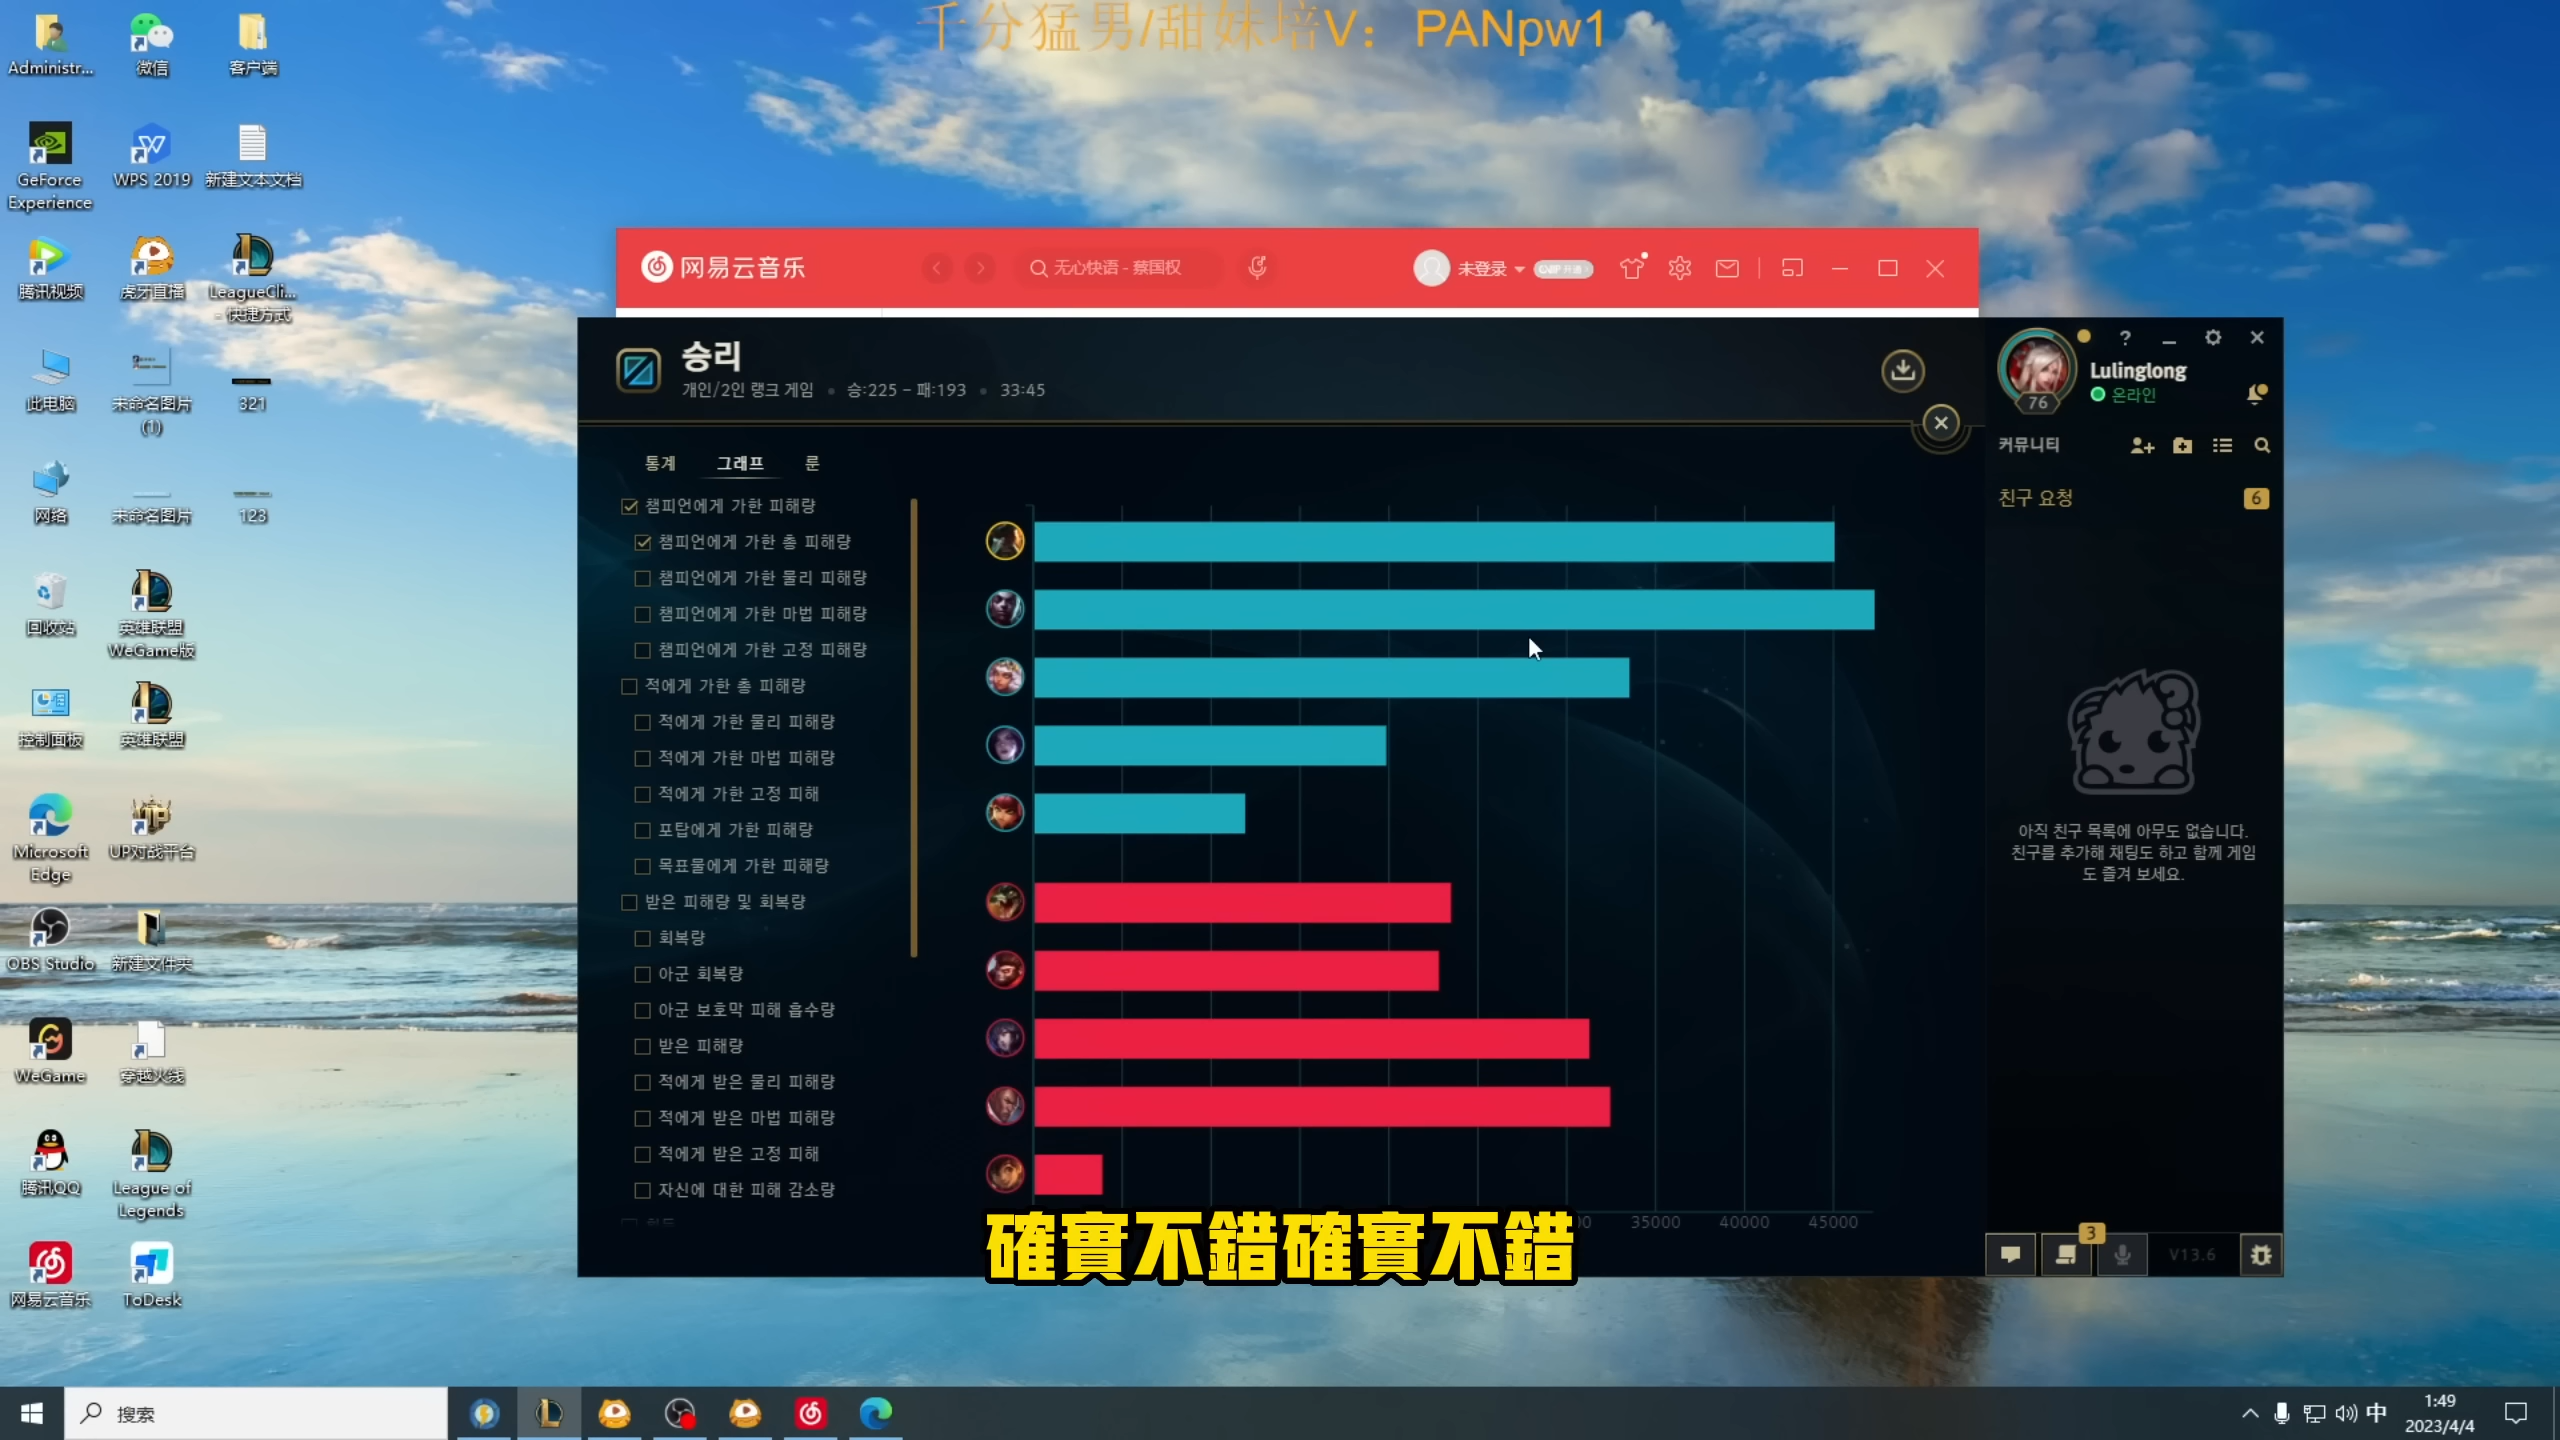 千分猛男/甜妹培V：PANpw1
Administr...
微信
客户端
GeForce
Experience
WPS 2019
新建文本文档
腾讯视频
虎牙直播
LeagueCli...
- 快捷方式
此电脑
未命名图片
(1)
321
网络
未命名图片
123
回收站
英雄联盟
WeGame版
控制面板
英雄联盟
Microsoft
Edge
UP对战平台
OBS Studio
新建文件夹
WeGame
穿越火线
腾讯QQ
League of
Legends
网易云音乐
ToDesk
网易云音乐
无心快语 - 蔡国权
未登录
승리
개인/2인 랭크 게임 • 승:225 - 패:193 • 33:45
통계 그래프 룬
챔피언에게 가한 피해량
챔피언에게 가한 총 피해량
챔피언에게 가한 물리 피해량
챔피언에게 가한 마법 피해량
챔피언에게 가한 고정 피해량
적에게 가한 총 피해량
적에게 가한 물리 피해량
적에게 가한 마법 피해량
적에게 가한 고정 피해
포탑에게 가한 피해량
목표물에게 가한 피해량
받은 피해량 및 회복량
회복량
아군 회복량
아군 보호막 피해 흡수량
받은 피해량
적에게 받은 물리 피해량
적에게 받은 마법 피해량
적에게 받은 고정 피해
자신에 대한 피해 감소량
35000 40000 45000
Lulinglong
76
온라인
커뮤니티
친구 요청
6
아직 친구 목록에 아무도 없습니다.
친구를 추가해 채팅도 하고 함께 게임
도 즐겨 보세요.
3
V13.6
確實不錯確實不錯
搜索
中
1:49
2023/4/4